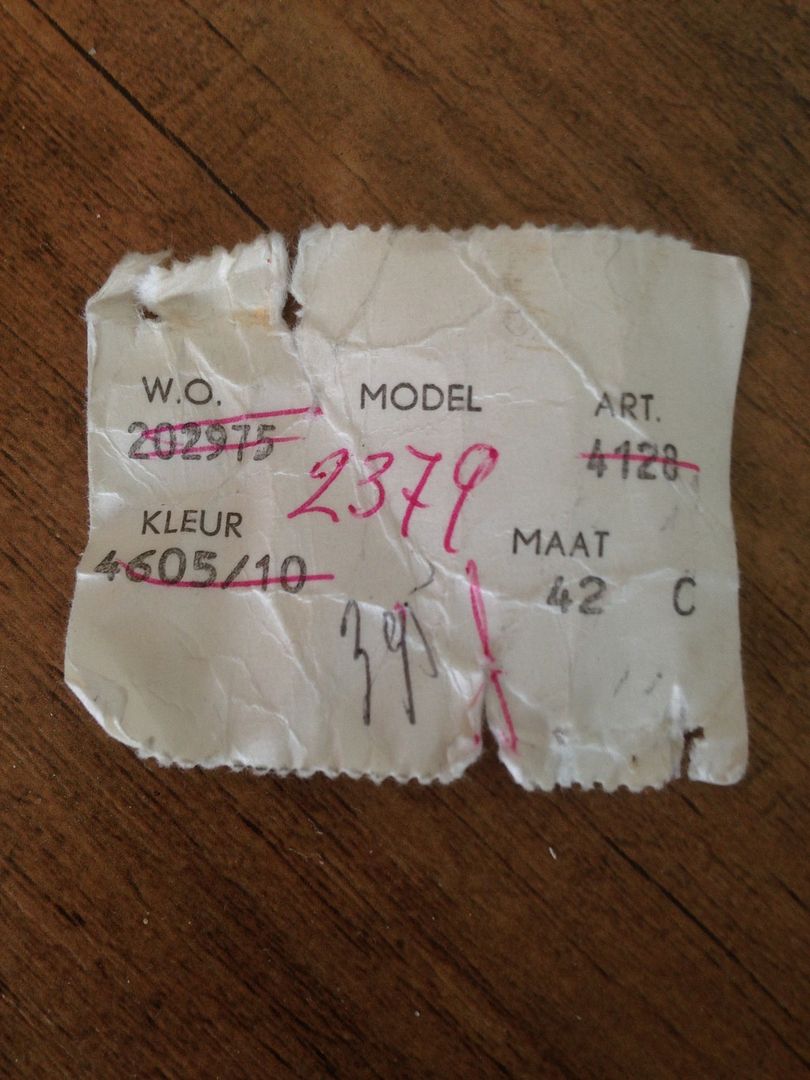 W.O. MODEL ART.
202975 4128
2379
KLEUR MAAT
4605/10 42 C